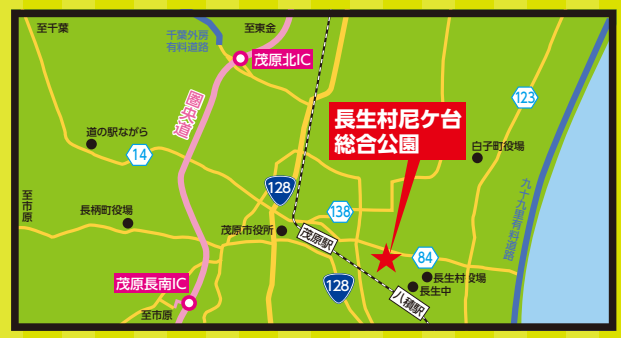 至千葉
千葉外房
有料道路
至東金
茂原北IC
圏央道
長生村尼ケ台
総合公園
123
道の駅ながら
14
白子町役場
128
至市原
長柄町役場
138
茂原市役所
茂原駅
九十九里有料道路
84
茂原長南IC
128
長生村役場
長生中
八積駅
至市原